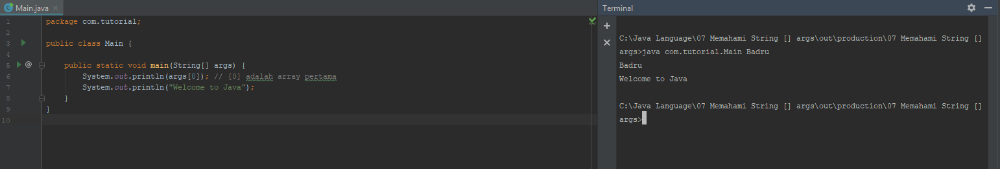 Main.java
1 package com.tutorial;
2
3 public class Main {
4
5 @ public static void main(String[] args) {
6 System.out.println(args[0]); // [0] adalah array pertama
7 System.out.println("Welcome to Java");
8 }
9 }
10
Terminal
C:\Java Language\07 Memahami String [] args\out\production\07 Memahami String []
args>java com.tutorial.Main Badru
Badru
Welcome to Java
C:\Java Language\07 Memahami String [] args\out\production\07 Memahami String []
args>